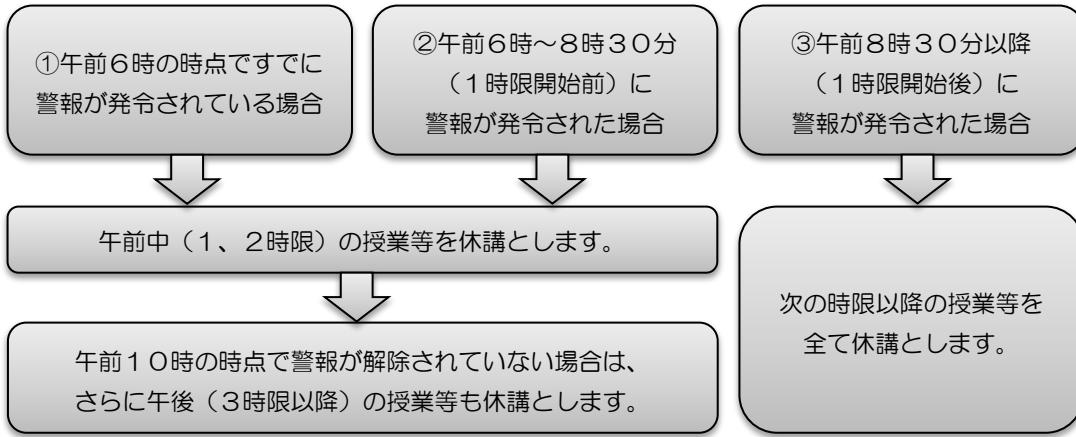 ①午前６時の時点ですでに
警報が発令されている場合
②午前６時～８時３０分
（１時限開始前）に
警報が発令された場合
③午前８時３０分以降
（１時限開始後）に
警報が発令された場合
午前中（１、２時限）の授業等を休講とします。
午前１０時の時点で警報が解除されていない場合は、
さらに午後（３時限以降）の授業等も休講とします。
次の時限以降の授業等を
全て休講とします。